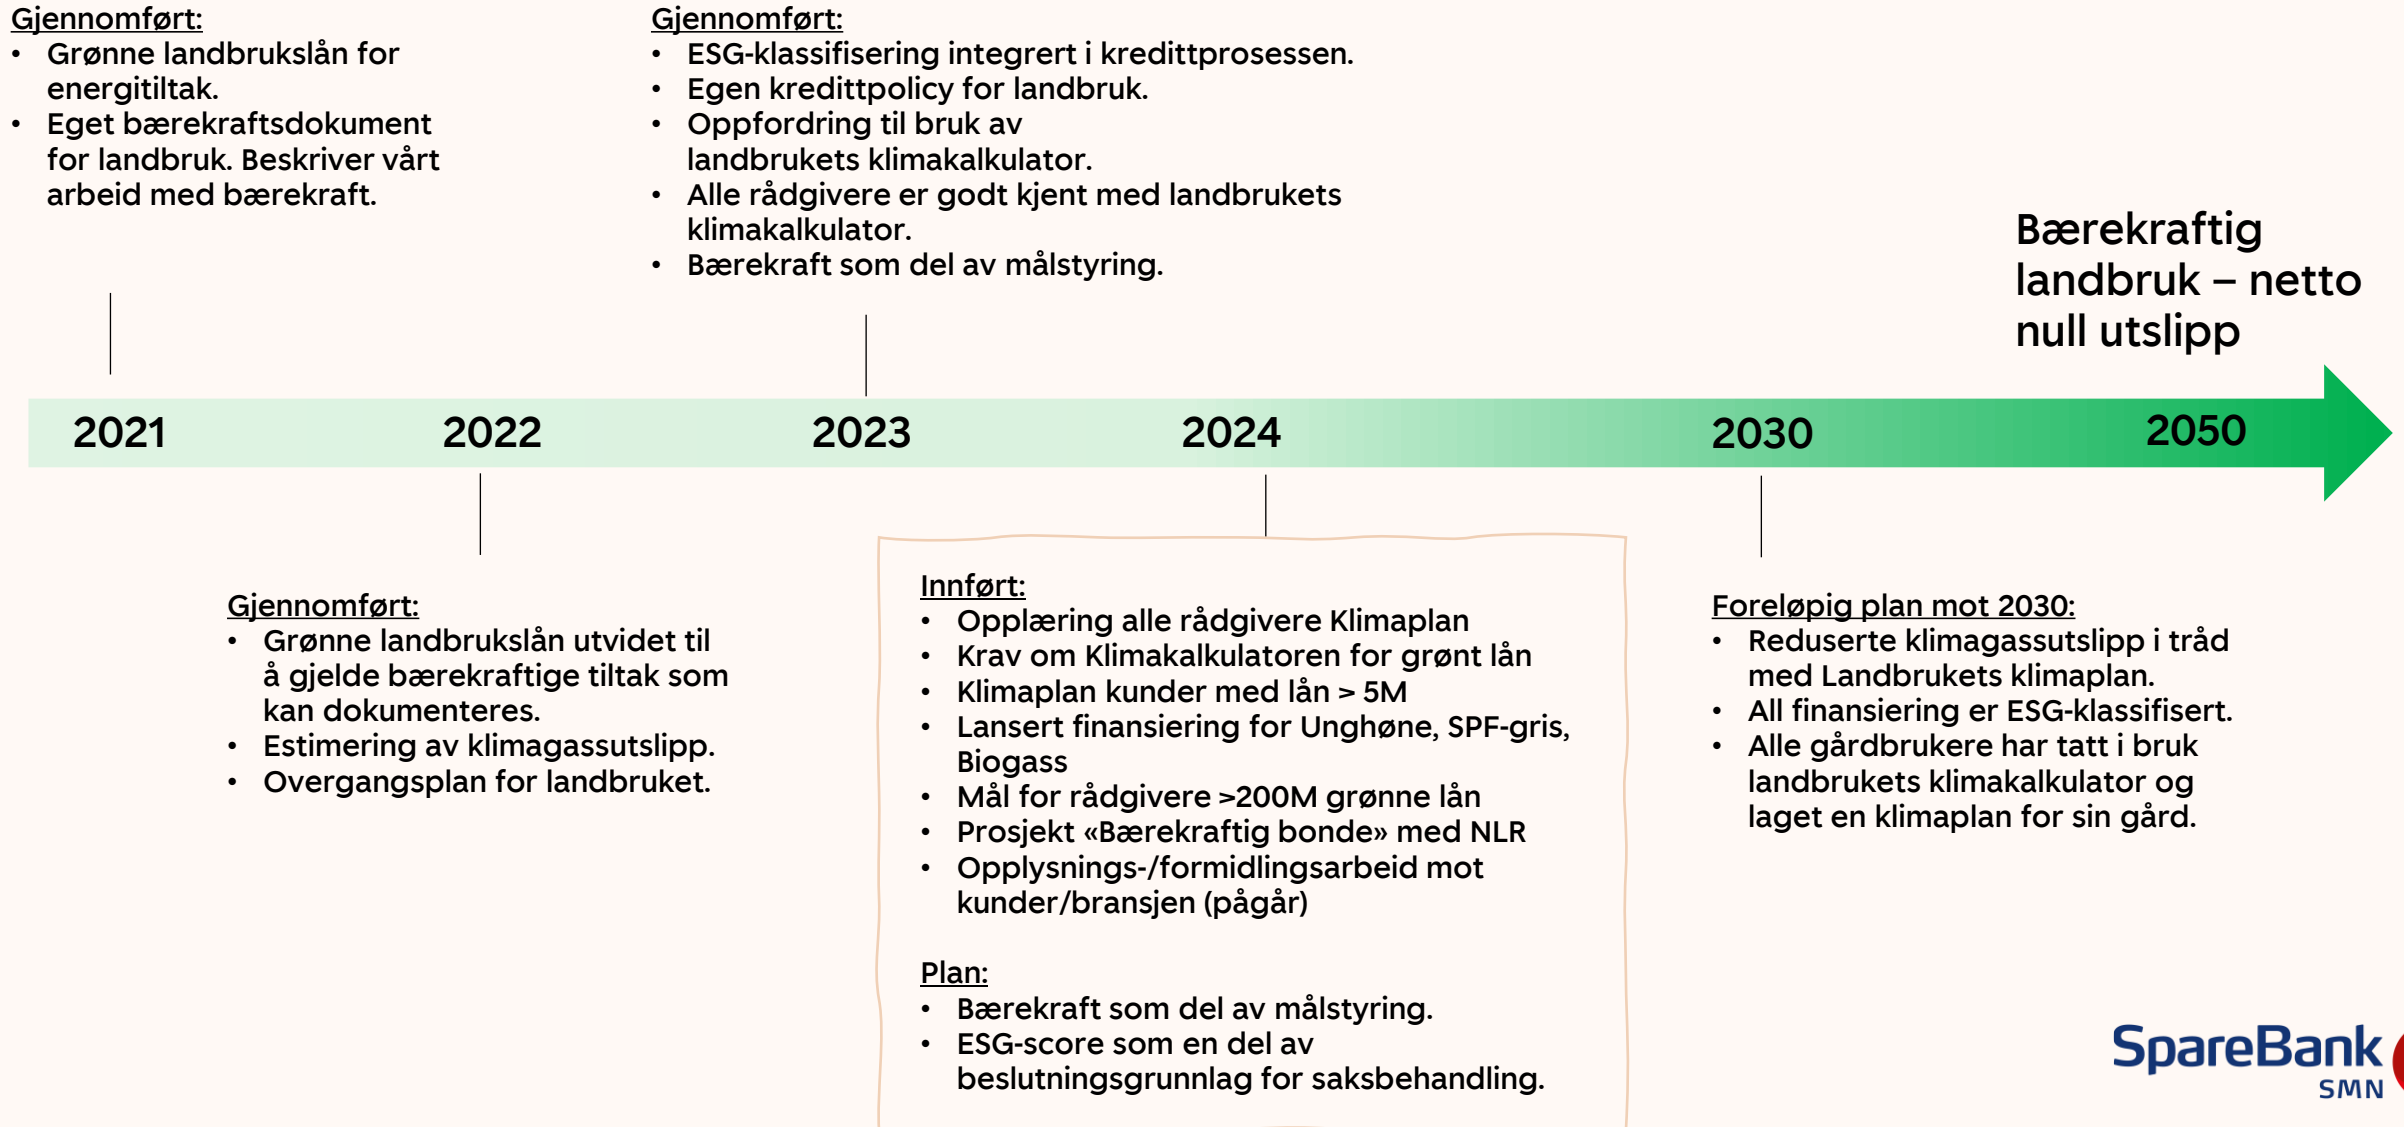 Gjennomført:
• Grønne landbrukslån for
energitiltak.
• Eget bærekraftsdokument
for landbruk. Beskriver vårt
arbeid med bærekraft.
Gjennomført:
• ESG-klassifisering integrert i kredittprosessen.
• Egen kredittpolicy for landbruk.
• Oppfordring til bruk av
landbrukets klimakalkulator.
• Alle rådgivere er godt kjent med landbrukets
klimakalkulator.
• Bærekraft som del av målstyring.
Bærekraftig
landbruk – netto
null utslipp
2021
2022
2023
2024
2030
2050
Gjennomført:
• Grønne landbrukslån utvidet til
å gjelde bærekraftige tiltak som
kan dokumenteres.
• Estimering av klimagassutslipp.
• Overgangsplan for landbruket.
Innført:
• Opplæring alle rådgivere Klimaplan
• Krav om Klimakalkulatoren for grønt lån
• Klimaplan kunder med lån > 5M
• Lansert finansiering for Unghøne, SPF-gris,
Biogass
• Mål for rådgivere >200M grønne lån
• Prosjekt «Bærekraftig bonde» med NLR
• Opplysnings-/formidlingsarbeid mot
kunder/bransjen (pågår)
Plan:
• Bærekraft som del av målstyring.
• ESG-score som en del av
beslutningsgrunnlag for saksbehandling.
Foreløpig plan mot 2030:
• Reduserte klimagassutslipp i tråd
med Landbrukets klimaplan.
• All finansiering er ESG-klassifisert.
• Alle gårdbrukere har tatt i bruk
landbrukets klimakalkulator og
laget en klimaplan for sin gård.
SpareBank
SMN